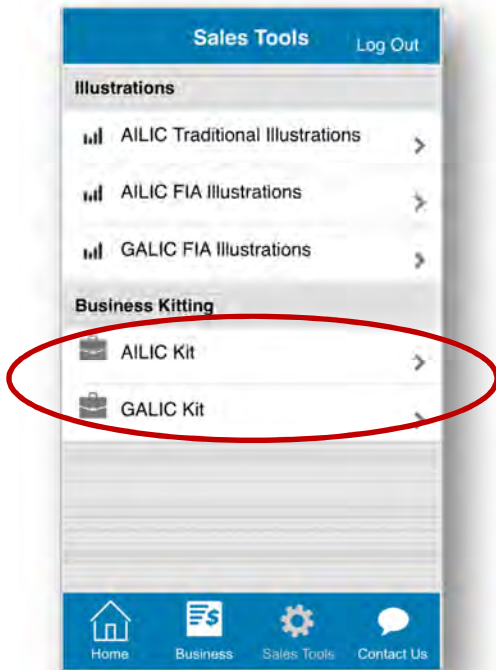 Sales Tools
Log Out
Illustrations
AILIC Traditional Illustrations
AILIC FIA Illustrations
GALIC FIA Illustrations
Business Kitting
AILIC Kit
GALIC Kit
Home Business Sales Tools Contact Us